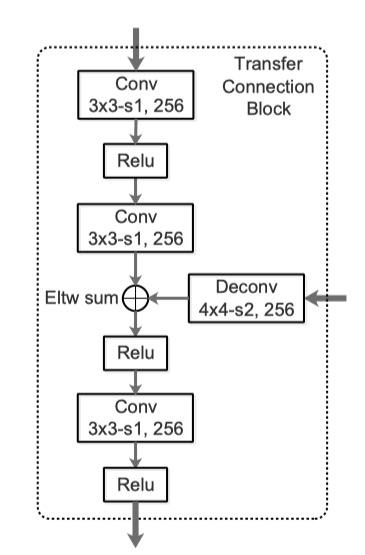 Transfer
Connection
Block
Conv
3x3-s1, 256
Relu
Conv
3x3-s1, 256
Eltw sum
Deconv
4x4-s2, 256
Relu
Conv
3x3-s1, 256
Relu